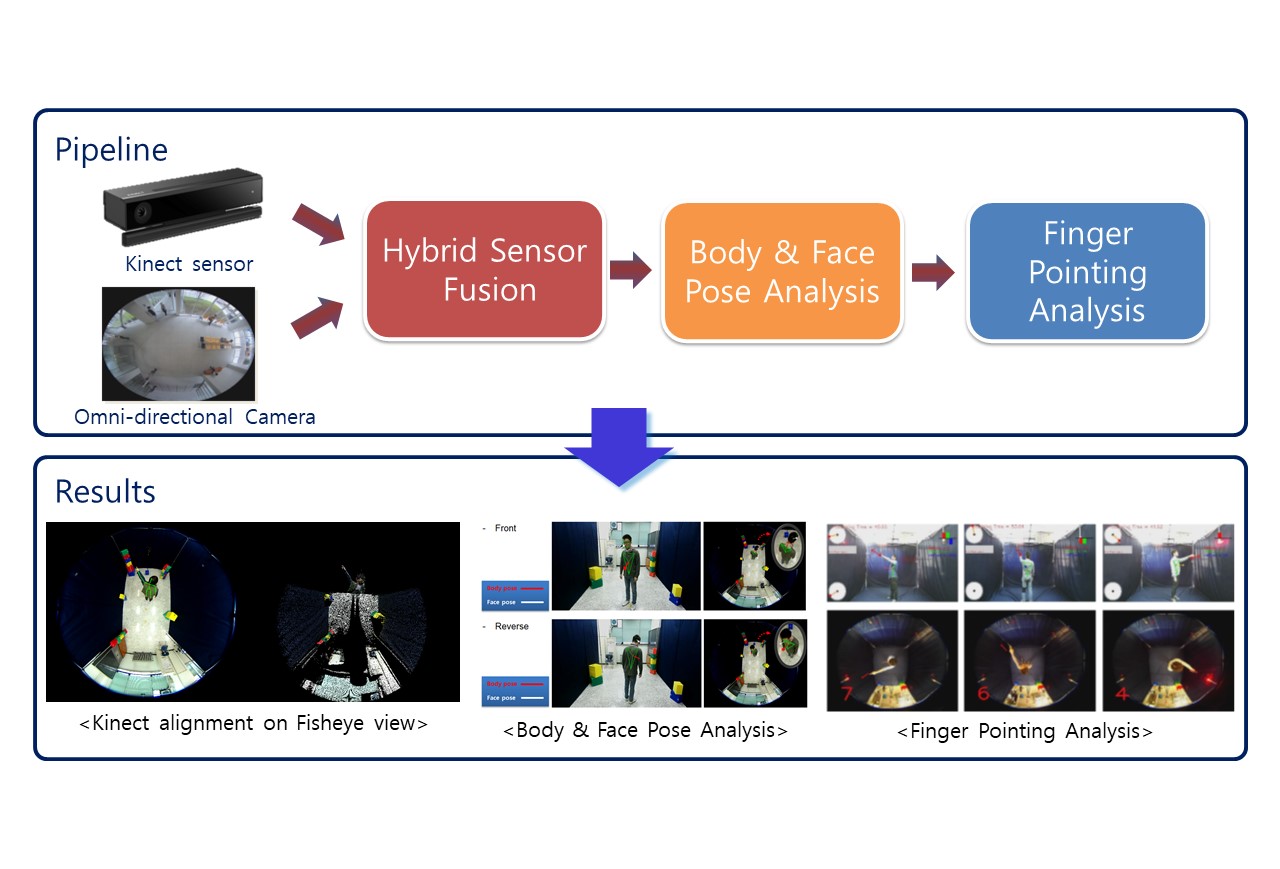 Pipeline
Kinect sensor
Omni-directional Camera
Hybrid Sensor
Fusion
Body & Face
Pose Analysis
Finger
Pointing
Analysis
Results
<Kinect alignment on Fisheye view>
- Front
Body pose
Face pose
- Reverse
Body pose
Face pose
<Body & Face Pose Analysis>
7
6
4
<Finger Pointing Analysis>